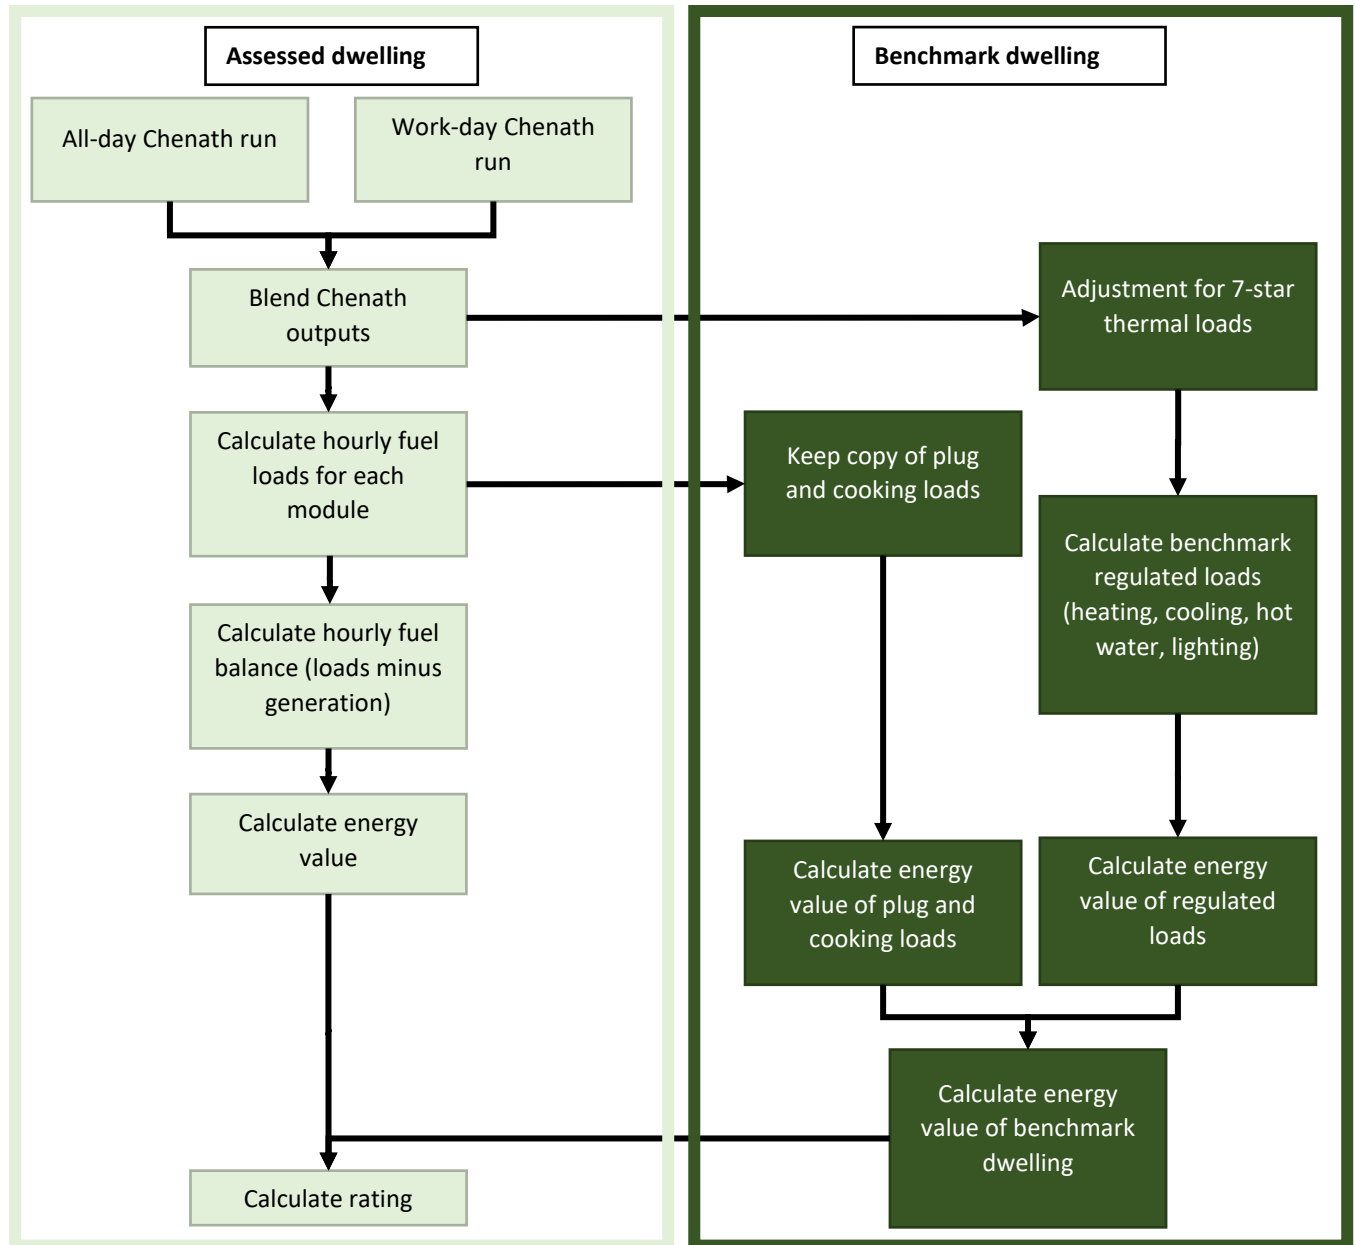 Assessed dwelling
All-day Chenath run
Work-day Chenath
run
Blend Chenath
outputs
Calculate hourly fuel
loads for each
module
Calculate hourly fuel
balance (loads minus
generation)
Calculate energy
value
Calculate rating
Benchmark dwelling
Adjustment for 7-star
thermal loads
Keep copy of plug
and cooking loads
Calculate benchmark
regulated loads
(heating, cooling, hot
water, lighting)
Calculate energy
value of plug and
cooking loads
Calculate energy
value of regulated
loads
Calculate energy
value of benchmark
dwelling